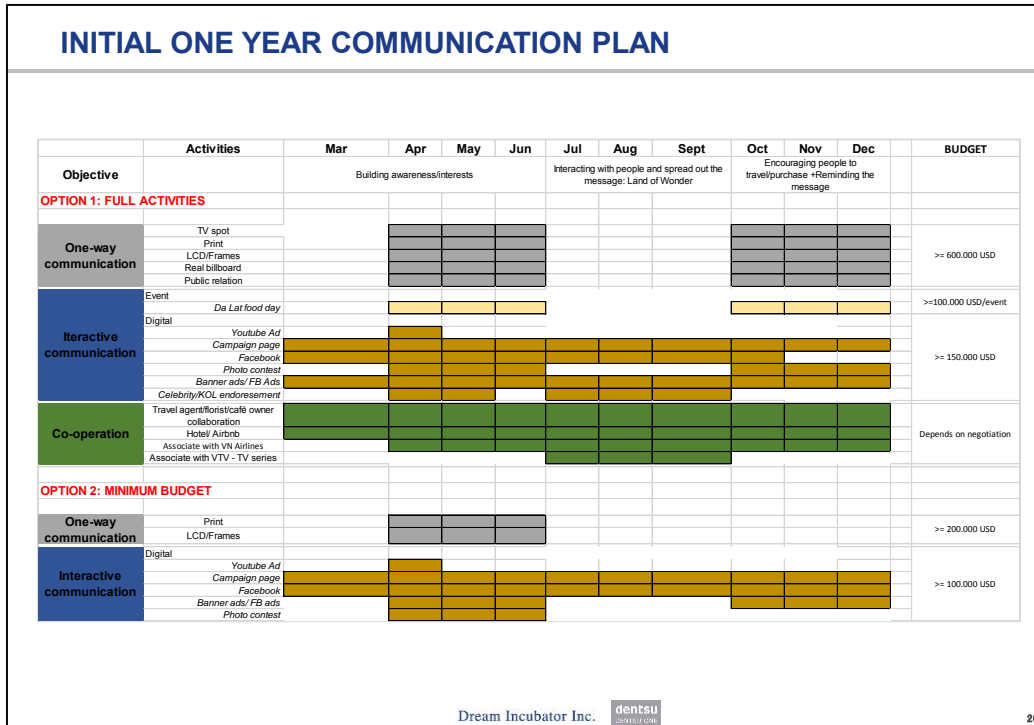 INITIAL ONE YEAR COMMUNICATION PLAN
Activities Mar Apr May Jun Jul Aug Sept Oct Nov Dec BUDGET
Objective
Building awareness/interests
Interacting with people and spread out the
message: Land of Wonder
Encouraging people to
travel/purchase +Reminding the
message
OPTION 1: FULL ACTIVITIES
One-way
communication
TV spot
Print
LCD/Frames
Real billboard
Public relation
>= 600.000 USD
Iteractive
communication
Event
Da Lat food day
>=100.000 USD/event
Digital
Youtube Ad
Campaign page
Facebook
Photo contest
Banner ads/ FB Ads
Celebrity/KOL endoresement
>= 150.000 USD
Co-operation
Travel agent/florist/café owner
collaboration
Hotel/ Airbnb
Associate with VN Airlines
Associate with VTV - TV series
Depends on negotiation
OPTION 2: MINIMUM BUDGET
One-way
communication
Print
LCD/Frames
>= 200.000 USD
Interactive
communication
Digital
Youtube Ad
Campaign page
Facebook
Banner ads/ FB ads
Photo contest
>= 100.000 USD
Dream Incubator Inc.
dentsu
DENTSU ONE